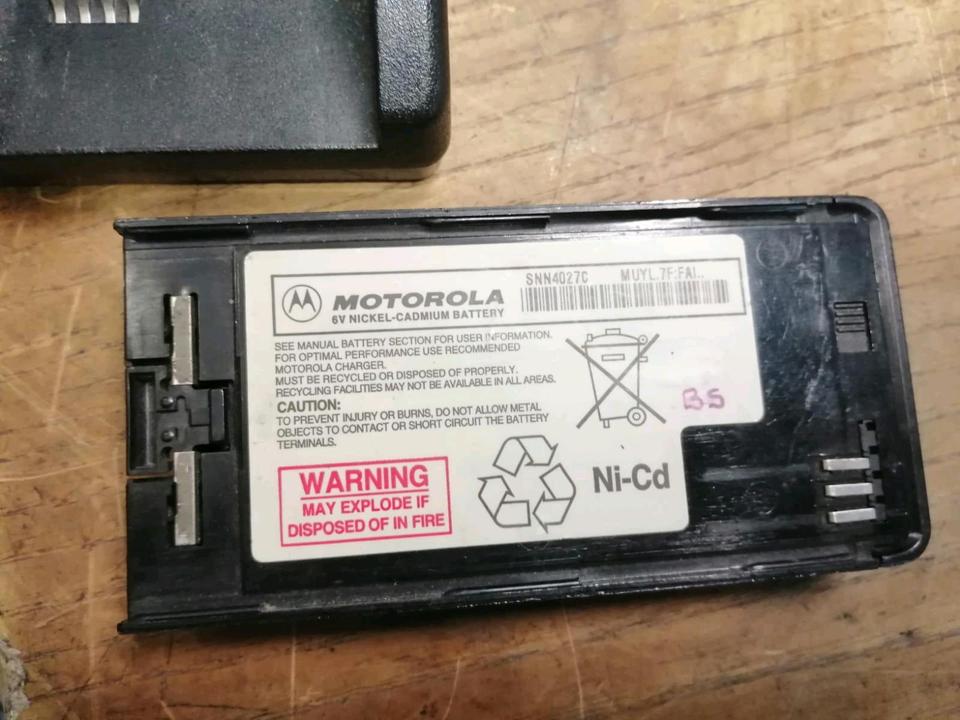 MOTOROLA
6V NICKEL-CADMIUM BATTERY
SNN4027C
SEE MANUAL BATTERY SECTION FOR USER INFORMATION.
FOR OPTIMAL PERFORMANCE USE RECOMMENDED
MOTOROLA CHARGER.
MUST BE RECYCLED OR DISPOSED OF PROPERLY.
RECYCLING FACILITIES MAY NOT BE AVAILABLE IN ALL AREAS.
CAUTION:
TO PREVENT INJURY OR BURNS, DO NOT ALLOW METAL
OBJECTS TO CONTACT OR SHORT CIRCUIT THE BATTERY
TERMINALS.
WARNING
MAY EXPLODE IF
DISPOSED OF IN FIRE
Ni-Cd
BS